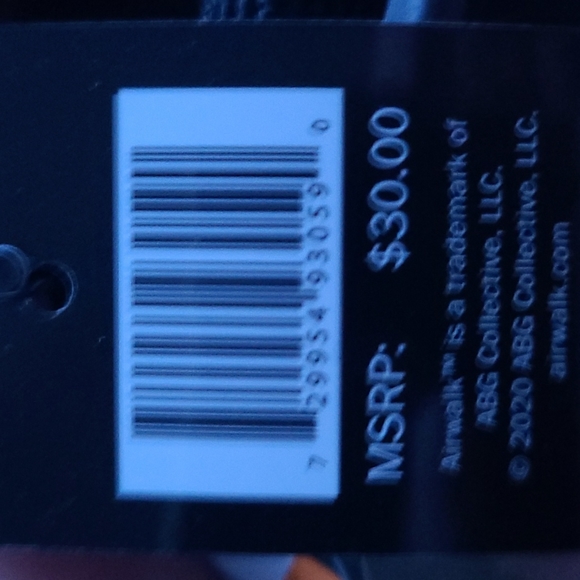 7 29954 93059 0
MSRP: $30.00
Airwalk™ is a trademark of
ABG Collective, LLC.
© 2020 ABG Collective, LLC.
airwalk.com